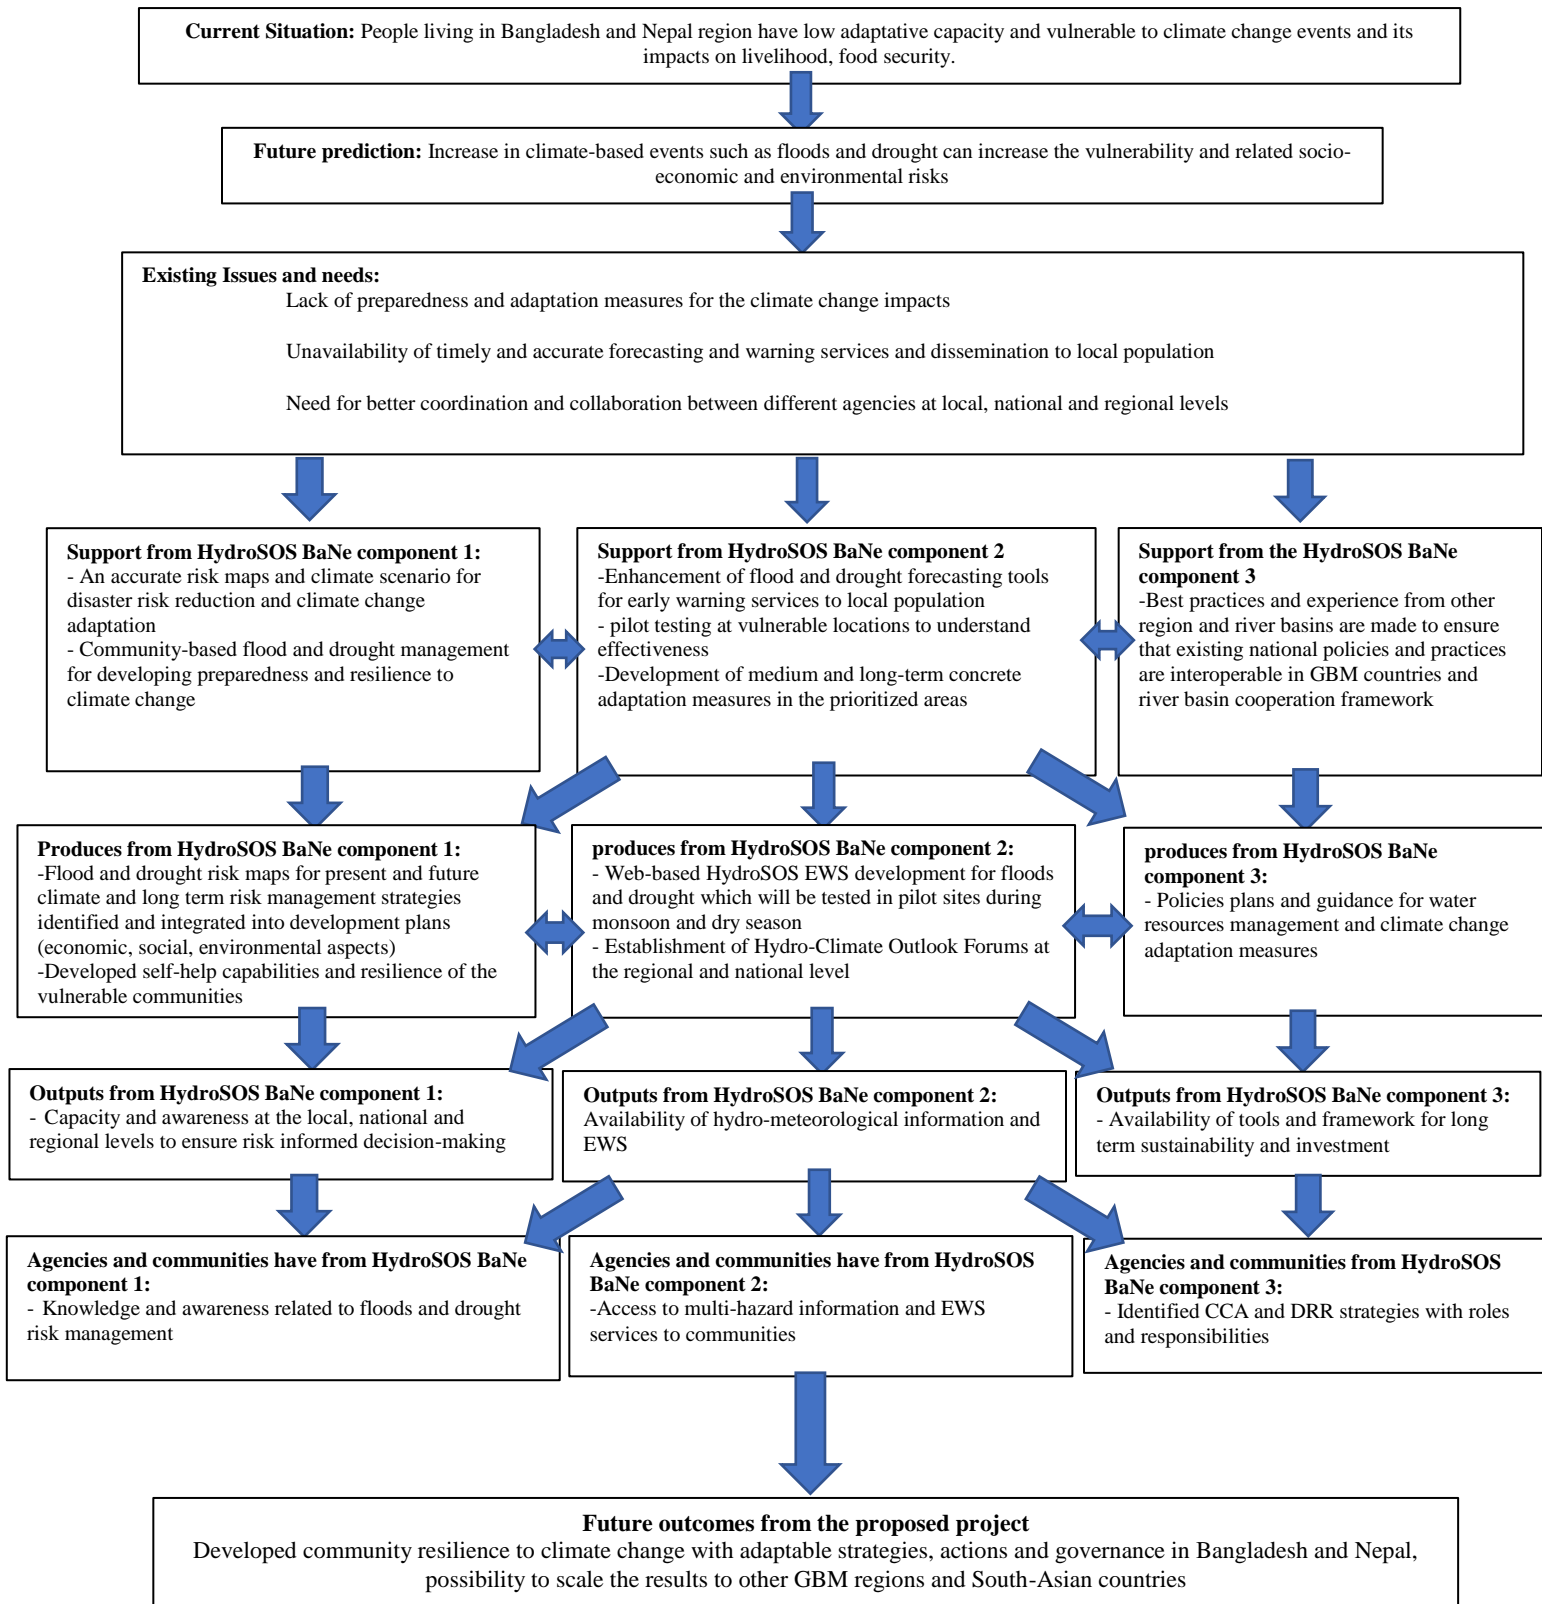 Current Situation: People living in Bangladesh and Nepal region have low adaptative capacity and vulnerable to climate change events and its
impacts on livelihood, food security.
Future prediction: Increase in climate-based events such as floods and drought can increase the vulnerability and related socio-
economic and environmental risks
Existing Issues and needs:
Lack of preparedness and adaptation measures for the climate change impacts
Unavailability of timely and accurate forecasting and warning services and dissemination to local population
Need for better coordination and collaboration between different agencies at local, national and regional levels
Support from HydroSOS BaNe component 1:
- An accurate risk maps and climate scenario for
disaster risk reduction and climate change
adaptation
- Community-based flood and drought management
for developing preparedness and resilience to
climate change
Support from HydroSOS BaNe component 2
-Enhancement of flood and drought forecasting tools
for early warning services to local population
- pilot testing at vulnerable locations to understand
effectiveness
-Development of medium and long-term concrete
adaptation measures in the prioritized areas
Support from the HydroSOS BaNe
component 3
-Best practices and experience from other
region and river basins are made to ensure
that existing national policies and practices
are interoperable in GBM countries and
river basin cooperation framework
Produces from HydroSOS BaNe component 1:
-Flood and drought risk maps for present and future
climate and long term risk management strategies
identified and integrated into development plans
(economic, social, environmental aspects)
-Developed self-help capabilities and resilience of the
vulnerable communities
produces from HydroSOS BaNe component 2:
- Web-based HydroSOS EWS development for floods
and drought which will be tested in pilot sites during
monsoon and dry season
- Establishment of Hydro-Climate Outlook Forums at
the regional and national level
produces from HydroSOS BaNe
component 3:
- Policies plans and guidance for water
resources management and climate change
adaptation measures
Outputs from HydroSOS BaNe component 1:
- Capacity and awareness at the local, national and
regional levels to ensure risk informed decision-making
Outputs from HydroSOS BaNe component 2:
Availability of hydro-meteorological information and
EWS
Outputs from HydroSOS BaNe component 3:
- Availability of tools and framework for long
term sustainability and investment
Agencies and communities have from HydroSOS BaNe
component 1:
- Knowledge and awareness related to floods and drought
risk management
Agencies and communities have from HydroSOS
BaNe component 2:
-Access to multi-hazard information and EWS
services to communities
Agencies and communities from HydroSOS
BaNe component 3:
- Identified CCA and DRR strategies with roles
and responsibilities
Future outcomes from the proposed project
Developed community resilience to climate change with adaptable strategies, actions and governance in Bangladesh and Nepal,
possibility to scale the results to other GBM regions and South-Asian countries